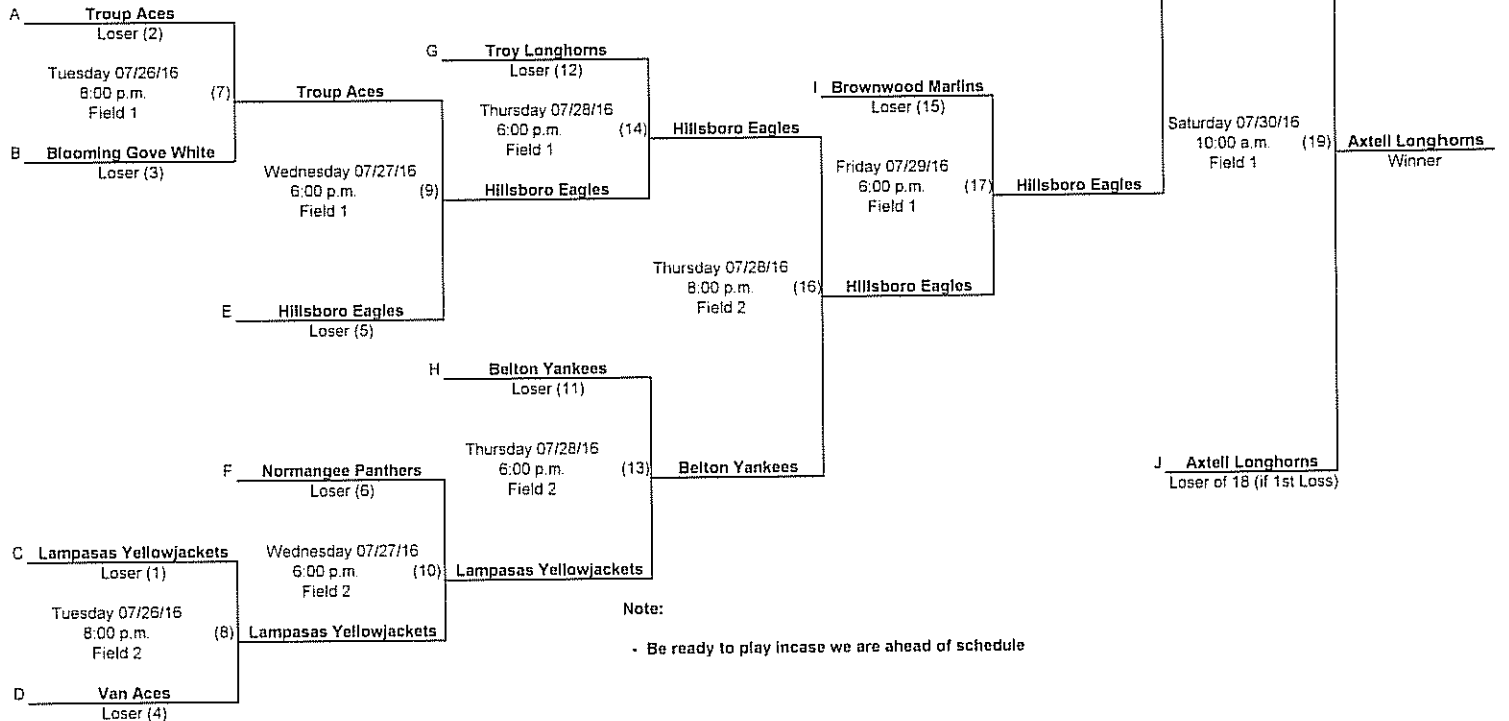 A Troup Aces
Loser (2)
Tuesday 07/26/16
8:00 p.m. (7)
Field 1
Troup Aces
B Blooming Gove White
Loser (3)
Wednesday 07/27/16
6:00 p.m. (9)
Field 1
Hillsboro Eagles
E Hillsboro Eagles
Loser (5)
G Troy Longhorns
Loser (12)
Thursday 07/28/16
6:00 p.m. (14)
Field 1
Hillsboro Eagles
I Brownwood Marlins
Loser (15)
Friday 07/29/16
6:00 p.m. (17)
Field 1
Hillsboro Eagles
Thursday 07/28/16
8:00 p.m. (16)
Field 2
Hillsboro Eagles
Saturday 07/30/16
10:00 a.m. (19)
Field 1
Axtell Longhorns
Winner
H Belton Yankees
Loser (11)
Thursday 07/28/16
6:00 p.m. (13)
Field 2
Belton Yankees
F Normangee Panthers
Loser (6)
Wednesday 07/27/16
6:00 p.m. (10)
Field 2
Lampasas Yellowjackets
C Lampasas Yellowjackets
Loser (1)
Tuesday 07/26/16
8:00 p.m. (8)
Field 2
Lampasas Yellowjackets
D Van Aces
Loser (4)
J Axtell Longhorns
Loser of 18 (if 1st Loss)
Note:
- Be ready to play incase we are ahead of schedule